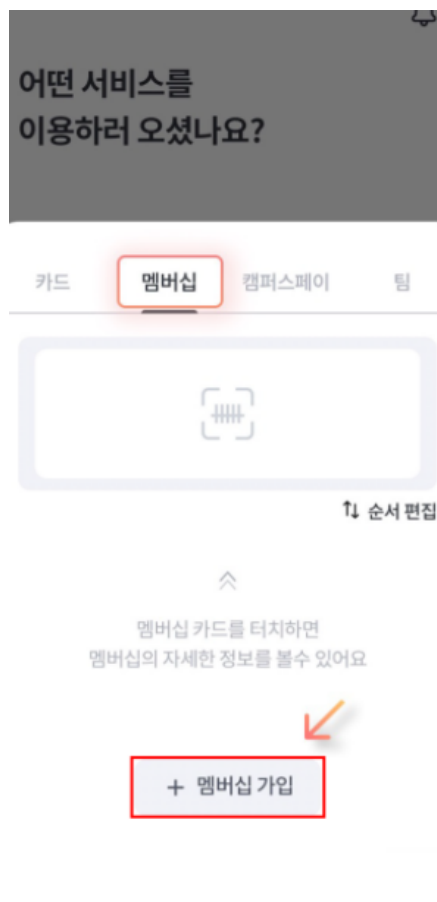 어떤 서비스를
이용하러 오셨나요?
카드 멤버십 캠퍼스페이 팀
↑↓ 순서 편집
멤버십 카드를 터치하면
멤버십의 자세한 정보를 볼수 있어요
+ 멤버십 가입